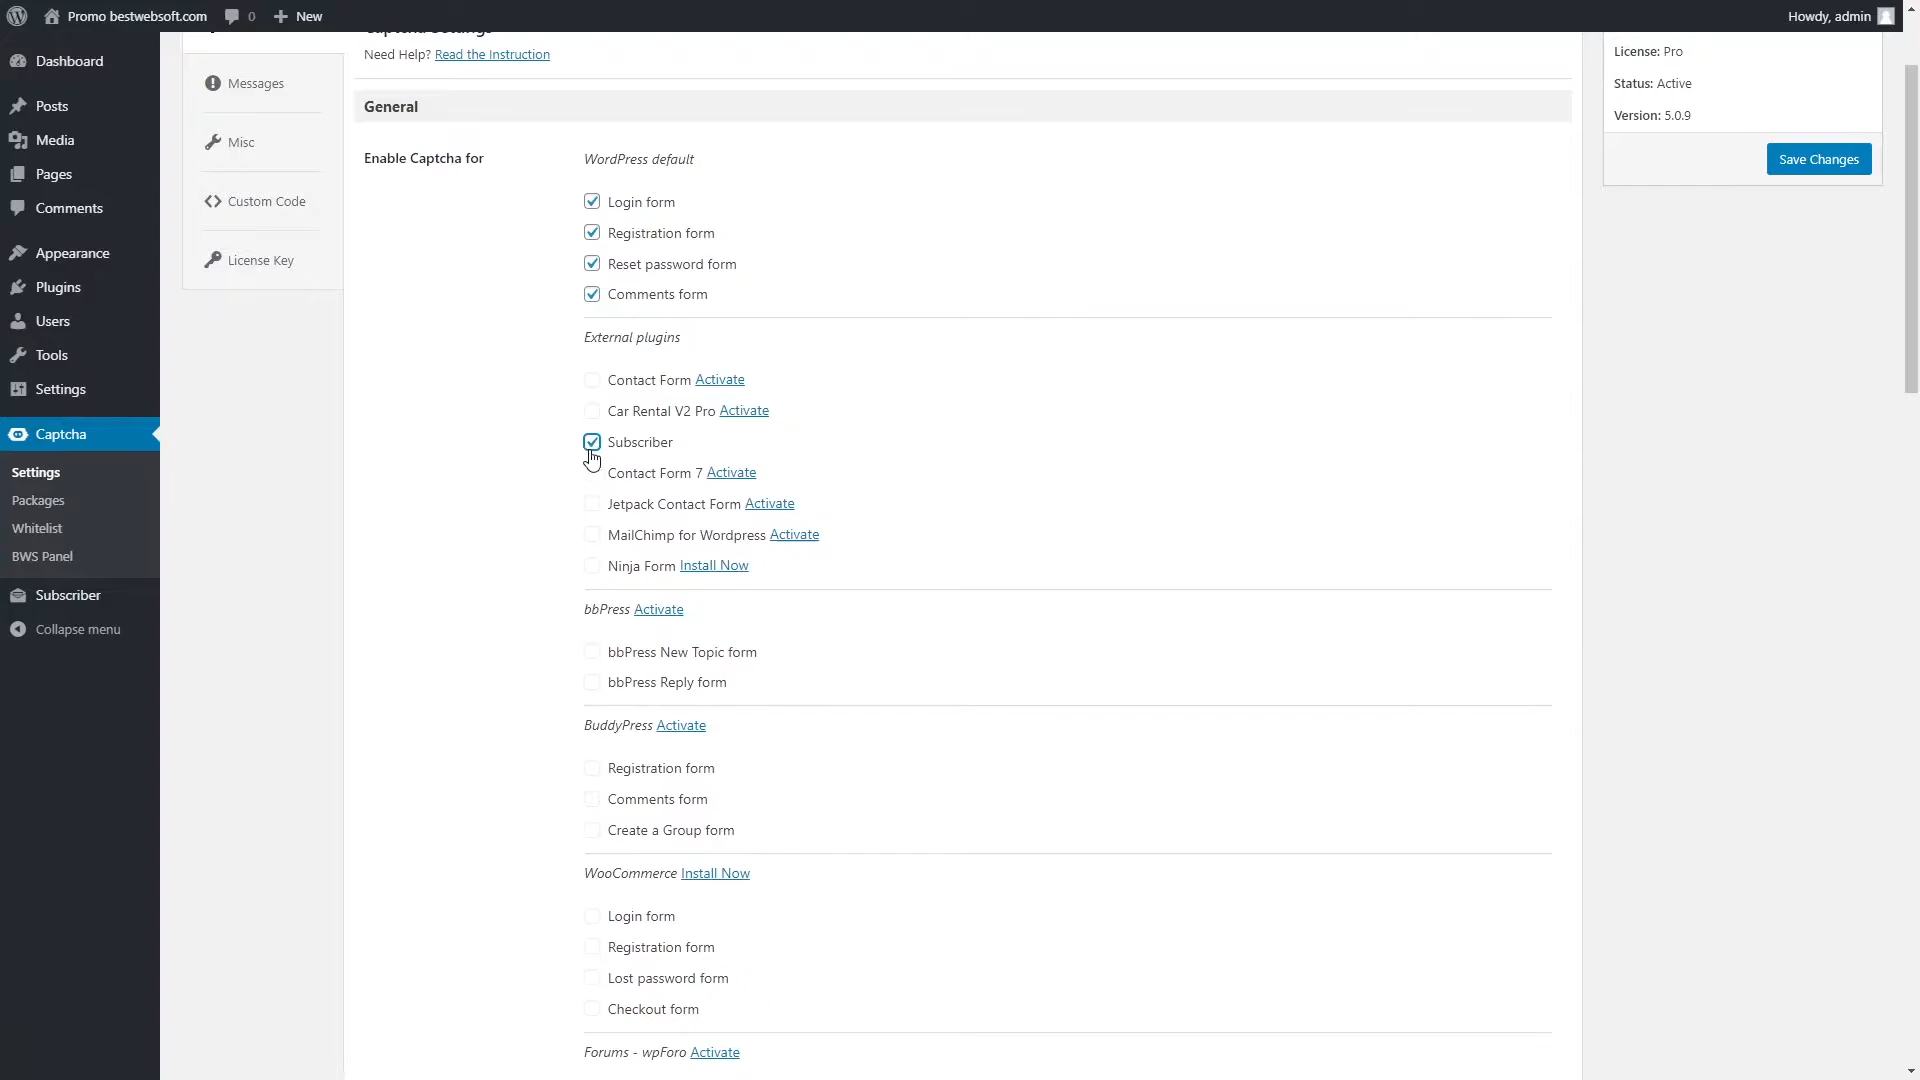 Promo bestwebsoft.com
0
New
Howdy, admin
Dashboard
Posts
Media
Pages
Comments
Appearance
Plugins
Users
Tools
Settings
Captcha
Settings
Packages
Whitelist
BWS Panel
Subscriber
Collapse menu
Messages
Misc
Custom Code
License Key
Captcha Settings
Need Help? Read the Instruction
General
Enable Captcha for
WordPress default
Login form
Registration form
Reset password form
Comments form
External plugins
Contact Form Activate
Car Rental V2 Pro Activate
Subscriber
Contact Form 7 Activate
Jetpack Contact Form Activate
MailChimp for Wordpress Activate
Ninja Form Install Now
bbPress Activate
bbPress New Topic form
bbPress Reply form
BuddyPress Activate
Registration form
Comments form
Create a Group form
WooCommerce Install Now
Login form
Registration form
Lost password form
Checkout form
Forums - wpForo Activate
License: Pro
Status: Active
Version: 5.0.9
Save Changes